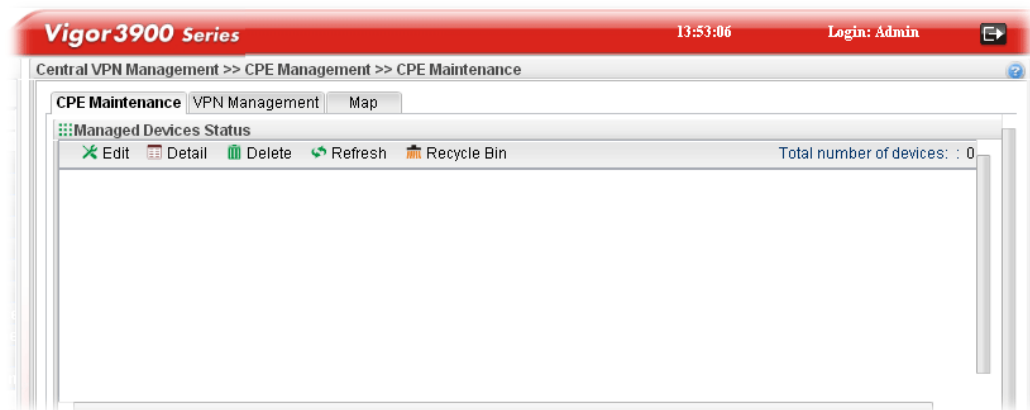 Vigor3900 Series 13:53:06 Login: Admin
Central VPN Management >> CPE Management >> CPE Maintenance
CPE Maintenance VPN Management Map
Managed Devices Status
Edit Detail Delete Refresh Recycle Bin Total number of devices: : 0